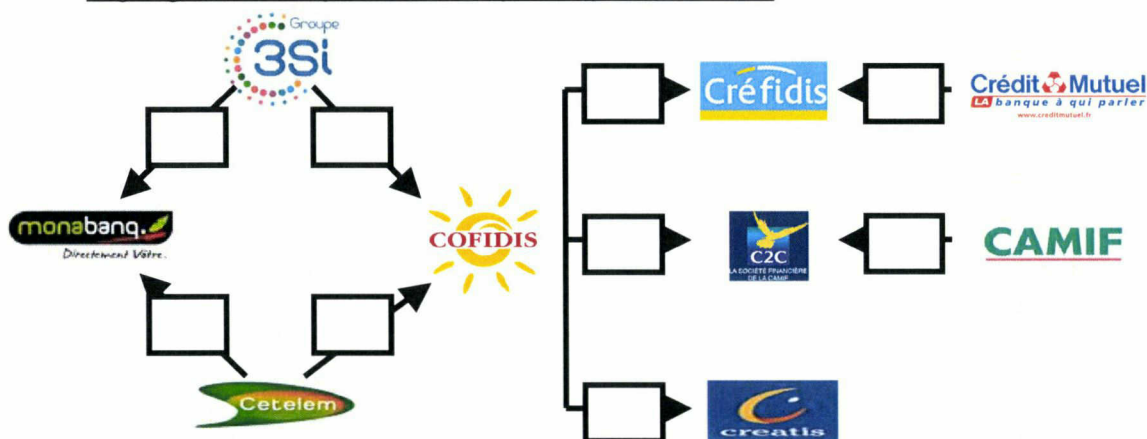 Groupe
3Si
Créfidis
Crédit Mutuel
LA banque à qui parler
www.creditmutuel.fr
monabanq.
Directement Vôtre.
COFIDIS
C2C
LA SOCIÉTÉ FINANCIÈRE
DE LA CAMIF
CAMIF
Cetelem
creatis